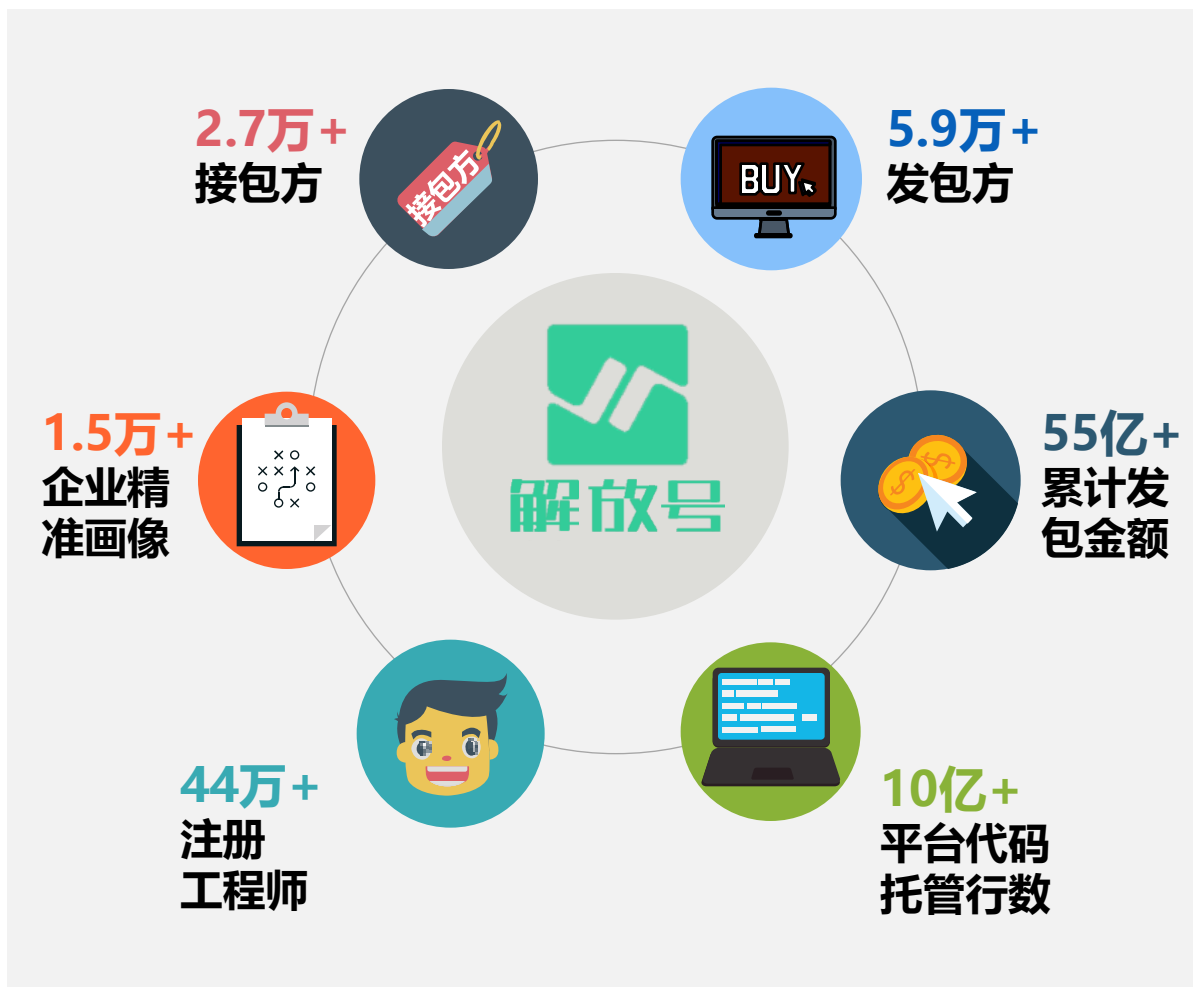 2.7万+
接包方
接包方
BUY
5.9万+
发包方
1.5万+
企业精
准画像
解放号
55亿+
累计发
包金额
44万+
注册
工程师
10亿+
平台代码
托管行数